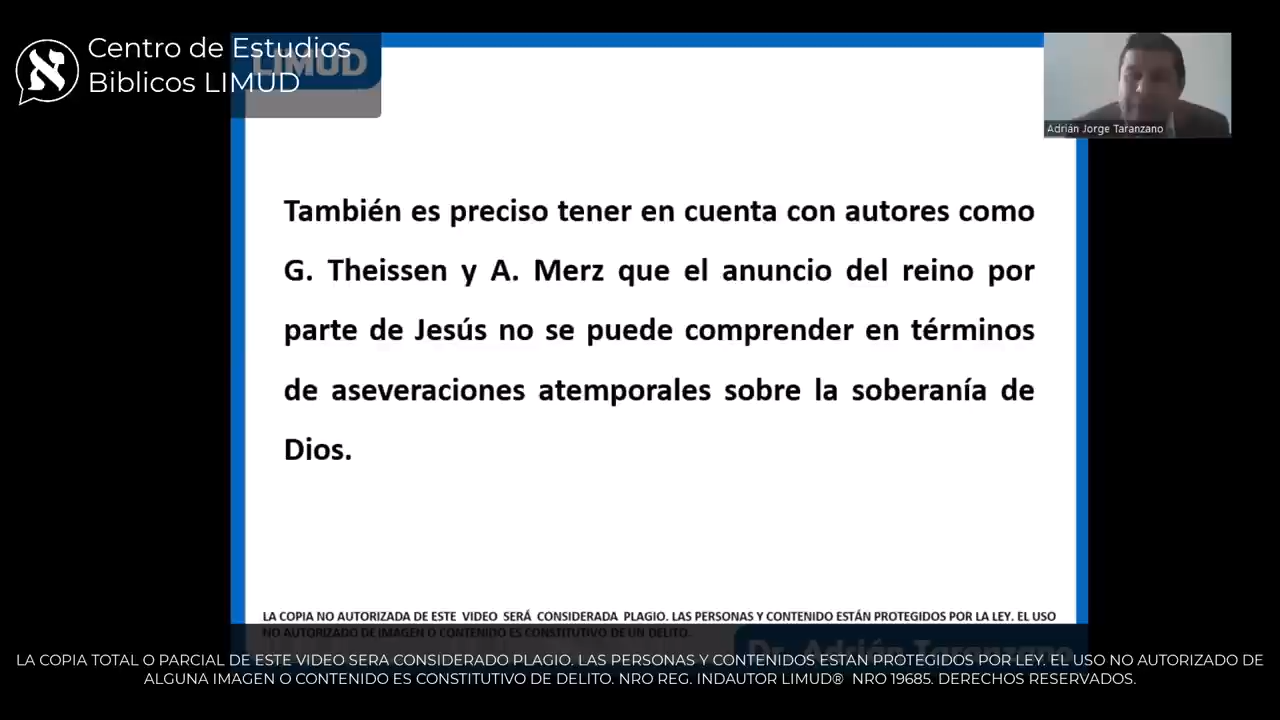 Centro de Estudios
Biblicos LIMUD
LIMUD
Adrián Jorge Taranzano
También es preciso tener en cuenta con autores como
G. Theissen y A. Merz que el anuncio del reino por
parte de Jesús no se puede comprender en términos
de aseveraciones atemporales sobre la soberanía de
Dios.
LA COPIA NO AUTORIZADA DE ESTE VIDEO SERÁ CONSIDERADA PLAGIO. LAS PERSONAS Y CONTENIDO ESTÁN PROTEGIDOS POR LA LEY. EL USO
NO AUTORIZADO DE IMAGEN O CONTENIDO ES CONSTITUTIVO DE UN DELITO.
Dr. Adrián Taranzano
LA COPIA TOTAL O PARCIAL DE ESTE VIDEO SERA CONSIDERADO PLAGIO. LAS PERSONAS Y CONTENIDOS ESTAN PROTEGIDOS POR LEY. EL USO NO AUTORIZADO DE
ALGUNA IMAGEN O CONTENIDO ES CONSTITUTIVO DE DELITO. NRO REG. INDAUTOR LIMUD® NRO 19685. DERECHOS RESERVADOS.